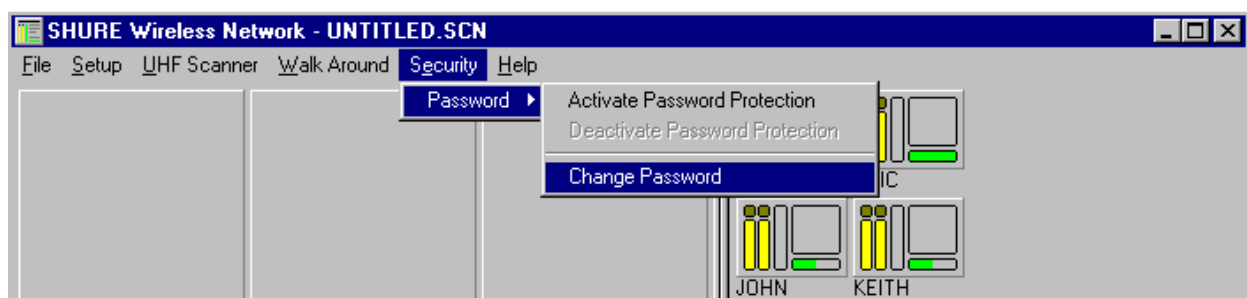 SHURE Wireless Network - UNTITLED.SCN
File Setup UHF Scanner Walk Around Security Help
Password Activate Password Protection
Deactivate Password Protection
Change Password
JOHN KEITH